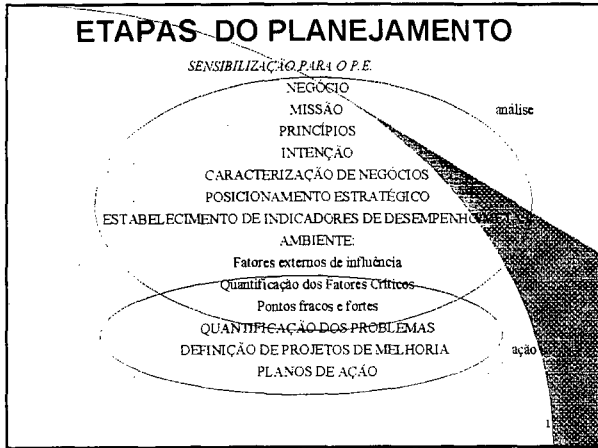 ETAPAS DO PLANEJAMENTO
SENSIBILIZAÇÃO PARA O P.E.
NEGÓCIO
MISSÃO
análise
PRINCÍPIOS
INTENÇÃO
CARACTERIZAÇÃO DE NEGÓCIOS
POSICIONAMENTO ESTRATÉGICO
ESTABELECIMENTO DE INDICADORES DE DESEMPENHO
AMBIENTE:
Fatores externos de influência
Quantificação dos Fatores Críticos
Pontos fracos e fortes
QUANTIFICAÇÃO DOS PROBLEMAS
DEFINIÇÃO DE PROJETOS DE MELHORIA
ação
PLANOS DE AÇÃO
1